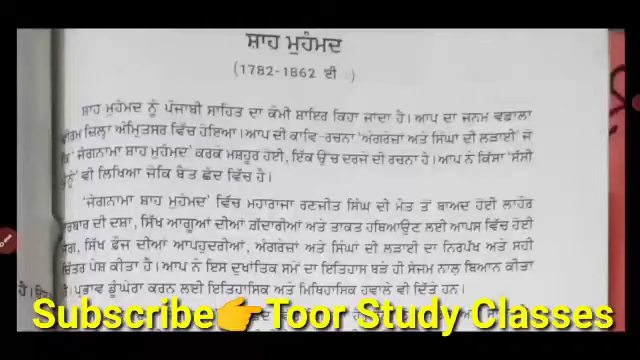 ਸ਼ਾਹ ਮੁਹੰਮਦ
(1782-1862 ਈ:)
ਸ਼ਾਹ ਮੁਹੰਮਦ ਨੂੰ ਪੰਜਾਬੀ ਸਾਹਿਤ ਦਾ ਕੌਮੀ ਸ਼ਾਇਰ ਕਿਹਾ ਜਾਂਦਾ ਹੈ। ਆਪ ਦਾ ਜਨਮ ਵਡਾਲਾ
ਜ਼ਿਲ੍ਹਾ ਅੰਮ੍ਰਿਤਸਰ ਵਿੱਚ ਹੋਇਆ। ਆਪ ਦੀ ਕਾਵਿ-ਰਚਨਾ 'ਅੰਗਰੇਜ਼ਾਂ ਅਤੇ ਸਿੰਘਾਂ ਦੀ ਲੜਾਈ' ਜੋ
ਕਿ 'ਜੰਗਨਾਮਾ ਸ਼ਾਹ ਮੁਹੰਮਦ' ਕਰਕੇ ਮਸ਼ਹੂਰ ਹੋਈ, ਇੱਕ ਉੱਚ ਦਰਜੇ ਦੀ ਰਚਨਾ ਹੈ। ਆਪ ਨੇ ਕਿੱਸਾ 'ਸੱਸੀ
ਵੀ ਲਿਖਿਆ ਜੋਕਿ ਬੈਂਤ ਛੰਦ ਵਿੱਚ ਹੈ।
'ਜੰਗਨਾਮਾ ਸ਼ਾਹ ਮੁਹੰਮਦ' ਵਿੱਚ ਮਹਾਰਾਜਾ ਰਣਜੀਤ ਸਿੰਘ ਦੀ ਮੌਤ ਤੋਂ ਬਾਅਦ ਹੋਈ ਲਾਹੌਰ
ਦਰਬਾਰ ਦੀ ਦਸ਼ਾ, ਸਿੱਖ ਆਗੂਆਂ ਦੀਆਂ ਗ਼ੱਦਾਰੀਆਂ ਅਤੇ ਤਾਕਤ ਹਥਿਆਉਣ ਲਈ ਆਪਸ ਵਿੱਚ ਹੋਈ
ਜੰਗ, ਸਿੱਖ ਫ਼ੌਜ ਦੀਆਂ ਆਪਹੁਦਰੀਆਂ, ਅੰਗਰੇਜ਼ਾਂ ਅਤੇ ਸਿੰਘਾਂ ਦੀ ਲੜਾਈ ਦਾ ਨਿਰਪੱਖ ਅਤੇ ਸਹੀ
ਚਿੱਤਰ ਪੇਸ਼ ਕੀਤਾ ਹੈ। ਆਪ ਨੇ ਇਸ ਦੁਖਾਂਤਿਕ ਸਮੇਂ ਦਾ ਇਤਿਹਾਸ ਬੜੇ ਹੀ ਸੰਜਮ ਨਾਲ਼ ਬਿਆਨ ਕੀਤਾ
ਹੈ। ਪ੍ਰਭਾਵ ਡੂੰਘੇਰਾ ਕਰਨ ਲਈ ਇਤਿਹਾਸਿਕ ਅਤੇ ਮਿਥਿਹਾਸਿਕ ਹਵਾਲੇ ਵੀ ਦਿੱਤੇ ਹਨ।
Subscribe👉Toor Study Classes